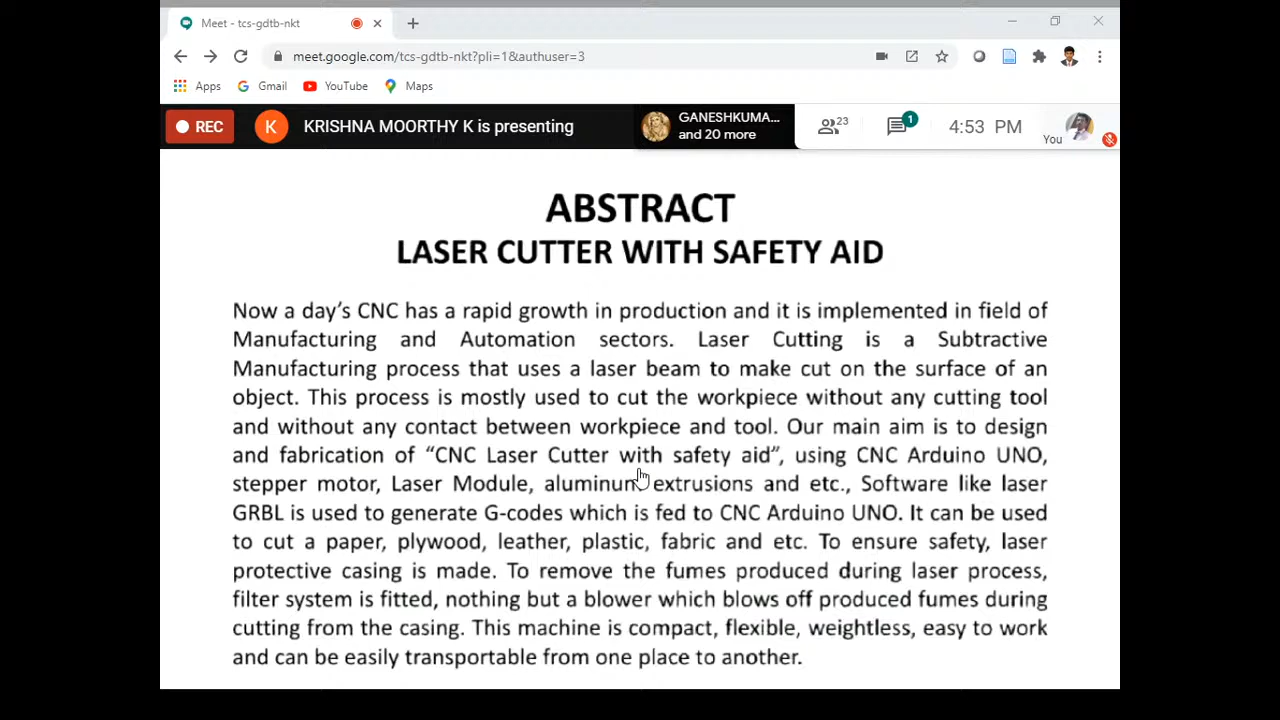 Meet - tcs-gdtb-nkt
meet.google.com/tcs-gdtb-nkt?pli=1&authuser=3
Apps Gmail YouTube Maps
REC K KRISHNA MOORTHY K is presenting GANESHKUMA... and 20 more 23 1 4:53 PM You
ABSTRACT
LASER CUTTER WITH SAFETY AID
Now a day's CNC has a rapid growth in production and it is implemented in field of
Manufacturing and Automation sectors. Laser Cutting is a Subtractive
Manufacturing process that uses a laser beam to make cut on the surface of an
object. This process is mostly used to cut the workpiece without any cutting tool
and without any contact between workpiece and tool. Our main aim is to design
and fabrication of “CNC Laser Cutter with safety aid”, using CNC Arduino UNO,
stepper motor, Laser Module, aluminum extrusions and etc., Software like laser
GRBL is used to generate G-codes which is fed to CNC Arduino UNO. It can be used
to cut a paper, plywood, leather, plastic, fabric and etc. To ensure safety, laser
protective casing is made. To remove the fumes produced during laser process,
filter system is fitted, nothing but a blower which blows off produced fumes during
cutting from the casing. This machine is compact, flexible, weightless, easy to work
and can be easily transportable from one place to another.